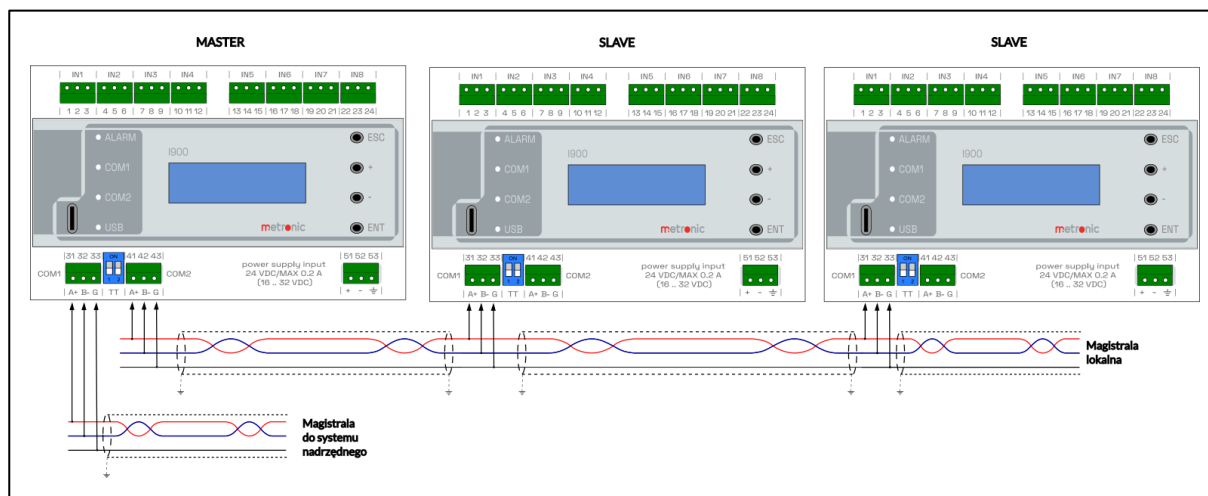 MASTER
SLAVE
SLAVE
| IN1 | IN2 | IN3 | IN4 | | IN5 | IN6 | IN7 | IN8 |
|1 2 3 |4 5 6 |7 8 9 |10 11 12| |13 14 15 |16 17 18 |19 20 21 |22 23 24|
ALARM
COM1
COM2
USB
I900
ESC
+
-
ENT
metronic
|31 32 33|
ON
1 2
|41 42 43|
COM1
COM2
| A+ B- G | TT | A+ B- G |
power supply input
24 VDC/MAX 0.2 A
(16 .. 32 VDC)
|51 52 53|
| + - |
| IN1 | IN2 | IN3 | IN4 | | IN5 | IN6 | IN7 | IN8 |
|1 2 3 |4 5 6 |7 8 9 |10 11 12| |13 14 15 |16 17 18 |19 20 21 |22 23 24|
ALARM
COM1
COM2
USB
I900
ESC
+
-
ENT
metronic
|31 32 33|
ON
1 2
|41 42 43|
COM1
COM2
| A+ B- G | TT | A+ B- G |
power supply input
24 VDC/MAX 0.2 A
(16 .. 32 VDC)
|51 52 53|
| + - |
| IN1 | IN2 | IN3 | IN4 | | IN5 | IN6 | IN7 | IN8 |
|1 2 3 |4 5 6 |7 8 9 |10 11 12| |13 14 15 |16 17 18 |19 20 21 |22 23 24|
ALARM
COM1
COM2
USB
I900
ESC
+
-
ENT
metronic
|31 32 33|
ON
1 2
|41 42 43|
COM1
COM2
| A+ B- G | TT | A+ B- G |
power supply input
24 VDC/MAX 0.2 A
(16 .. 32 VDC)
|51 52 53|
| + - |
Magistrala
lokalna
Magistrala
do systemu
nadrzędnego